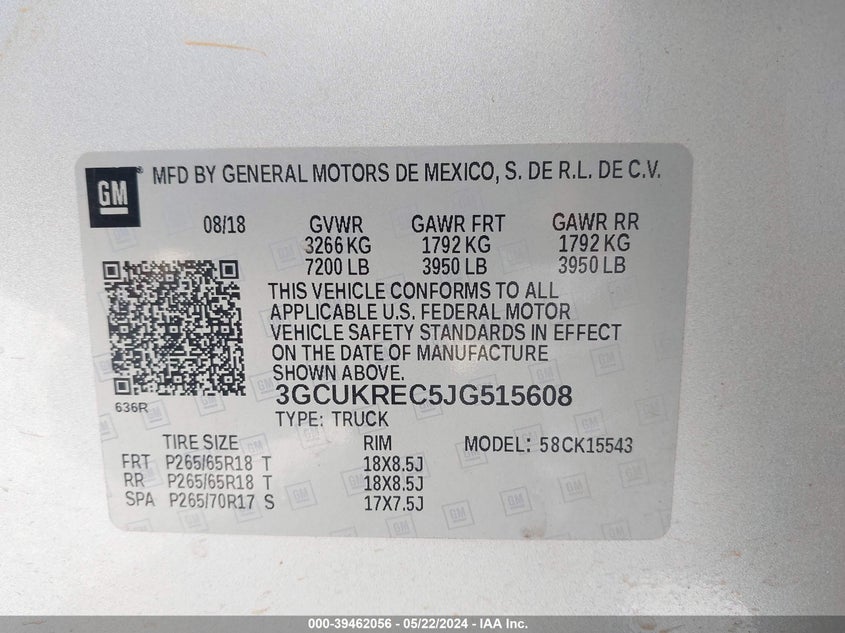 GM MFD BY GENERAL MOTORS DE MEXICO, S. DE R.L. DE C.V.
08/18 GVWR GAWR FRT GAWR RR
3266 KG 1792 KG 1792 KG
7200 LB 3950 LB 3950 LB
THIS VEHICLE CONFORMS TO ALL
APPLICABLE U.S. FEDERAL MOTOR
VEHICLE SAFETY STANDARDS IN EFFECT
ON THE DATE OF MANUFACTURE
SHOWN ABOVE.
3GCUKREC5JG515608
636R
TYPE: TRUCK
TIRE SIZE RIM MODEL: 58CK15543
FRT P265/65R18 T 18X8.5J
RR P265/65R18 T 18X8.5J
SPA P265/70R17 S 17X7.5J
000-39462056 - 05/22/2024 - IAA Inc.